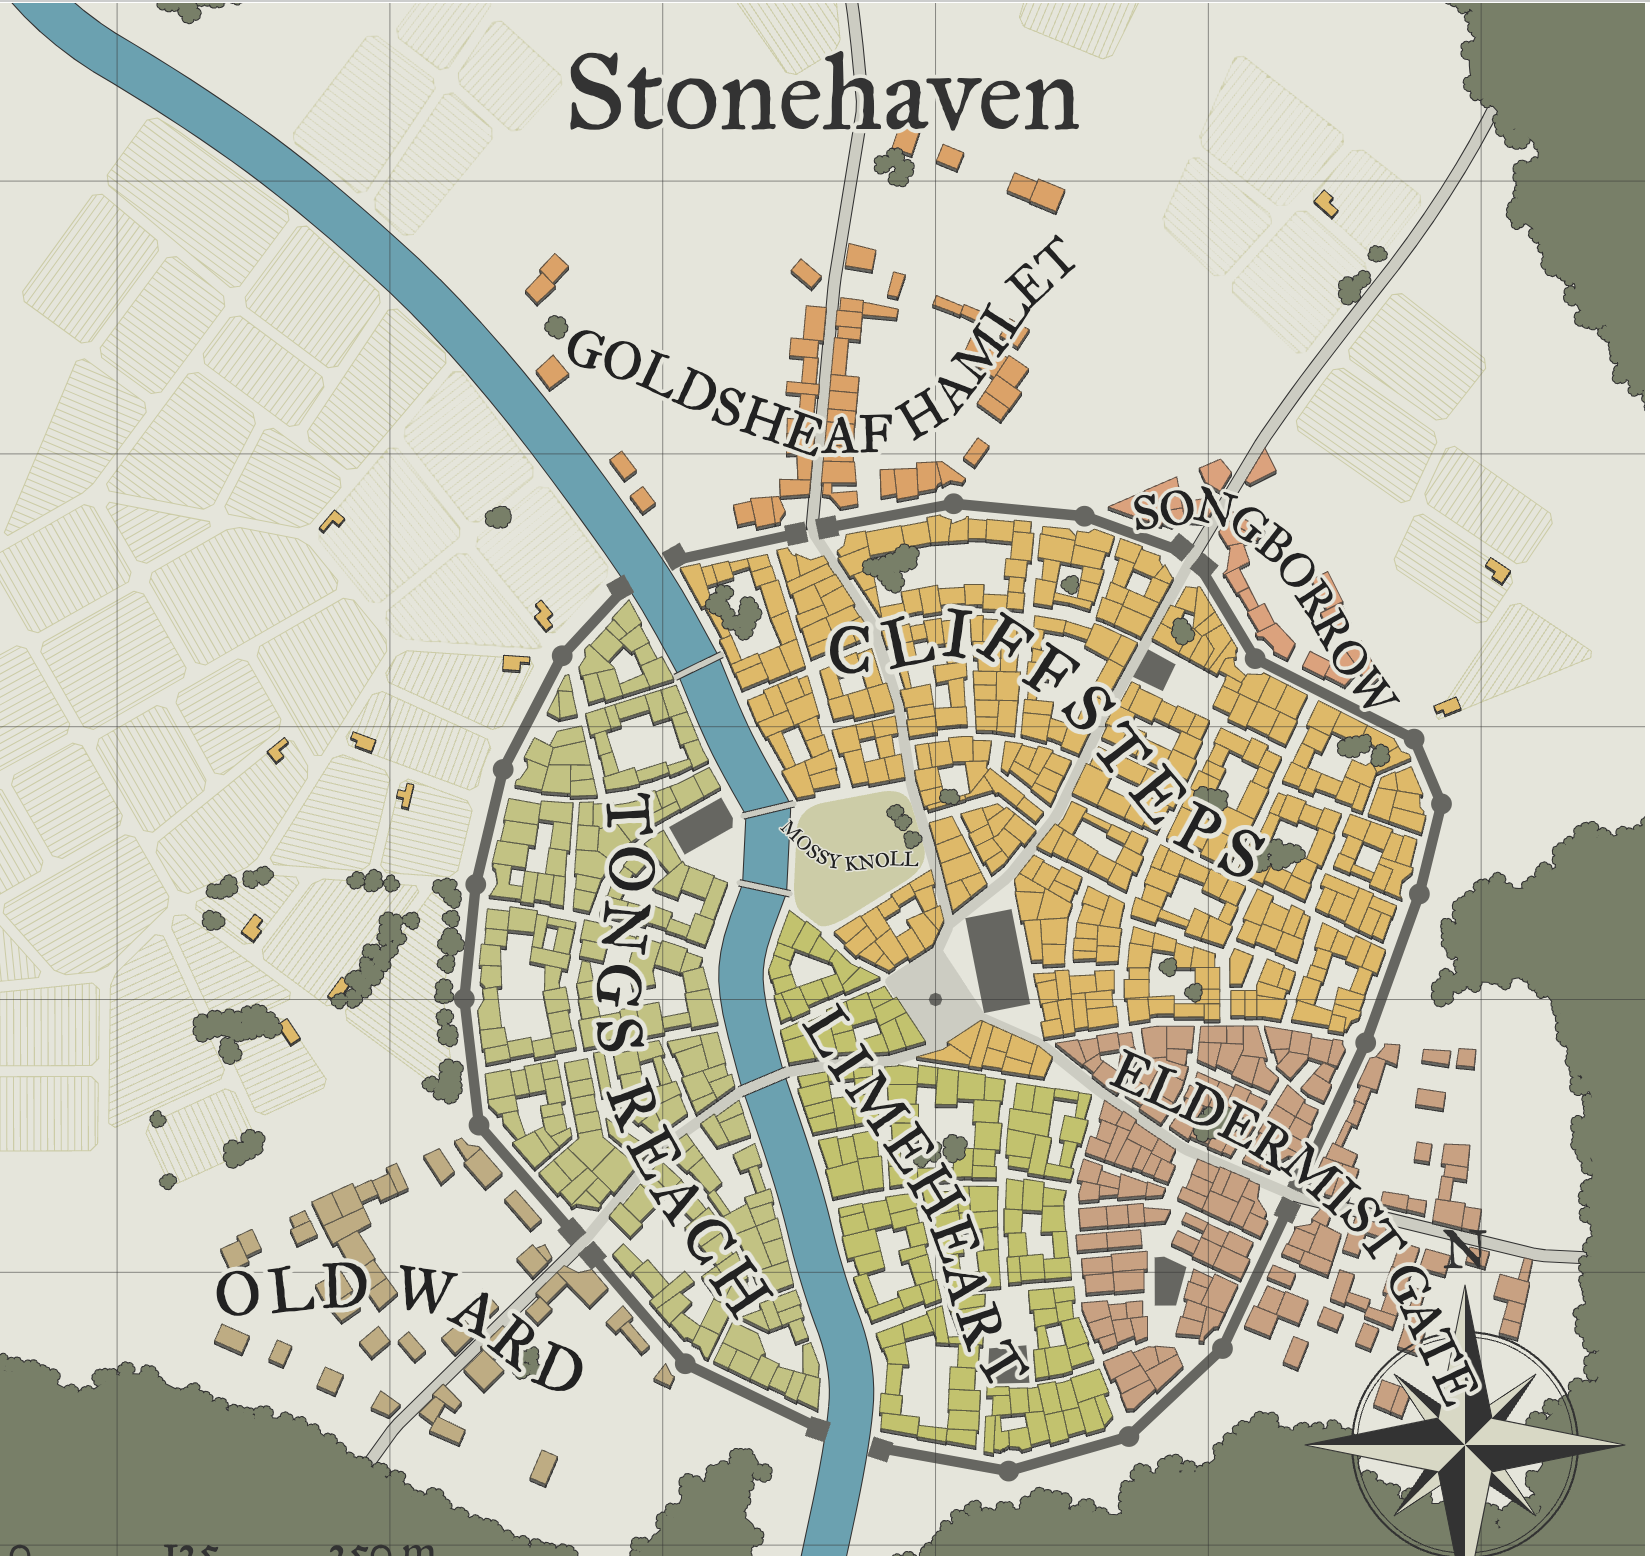 Stonehaven
GOLDSHEAF HAMLET
SONGBORROW
CLIFFSTEPS
MOSSY KNOLL
TONGS REACH
LIMEHEART
ELDERMIST GATE
OLD WARD
N
0 125 250 m